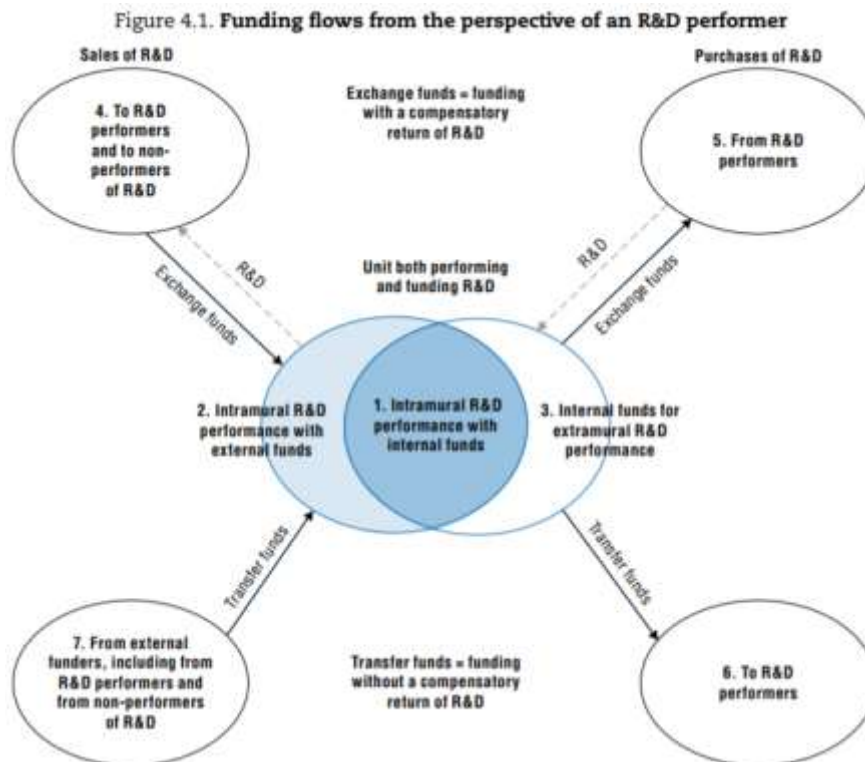 Figure 4.1. Funding flows from the perspective of an R&D performer
Sales of R&D
Purchases of R&D
4. To R&D
performers
and to non-
performers
of R&D
Exchange funds = funding
with a compensatory
return of R&D
5. From R&D
performers
R&D
Exchange funds
Unit both performing
and funding R&D
R&D
Exchange funds
2. Intramural R&D
performance with
external funds
1. Intramural R&D
performance with
internal funds
3. Internal funds for
extramural R&D
performance
Transfer funds
Transfer funds
7. From external
funders, including from
R&D performers and
from non-performers
of R&D
Transfer funds = funding
without a compensatory
return of R&D
6. To R&D
performers